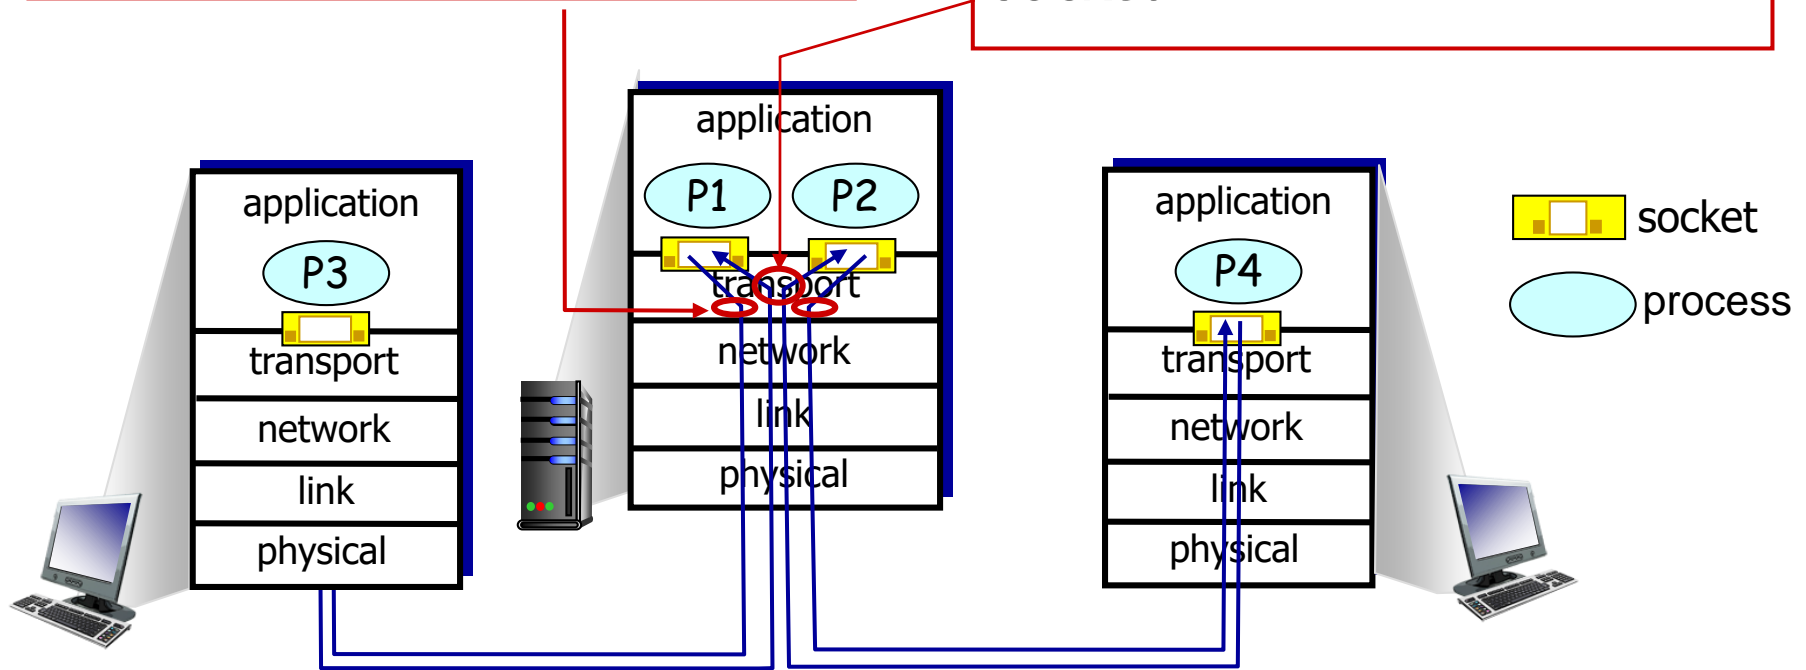 application
P1 P2
transport
network
link
physical
application
P3
transport
network
link
physical
application
P4
transport
network
link
physical
socket
process